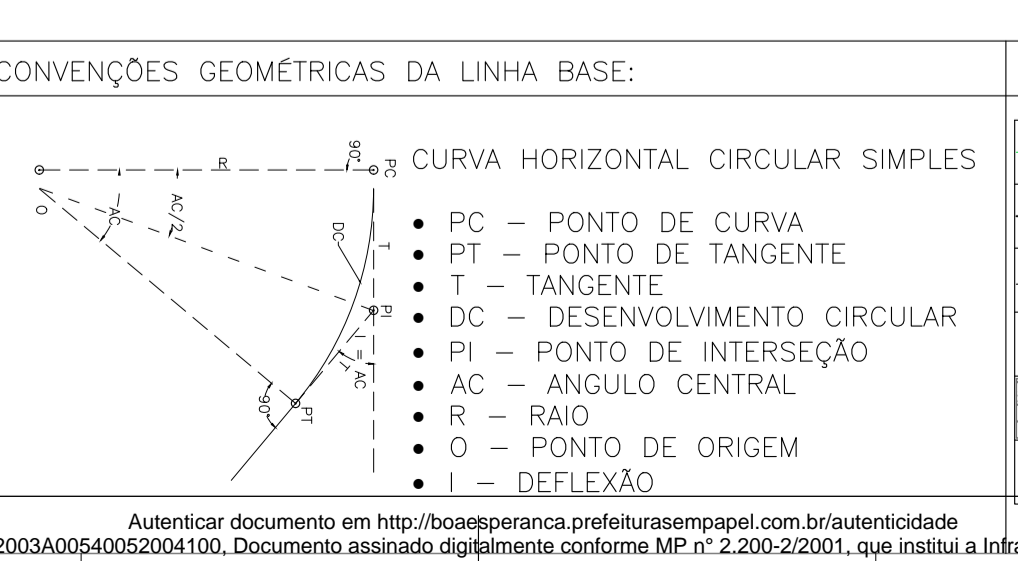 CONVENÇÕES GEOMÉTRICAS DA LINHA BASE:
CURVA HORIZONTAL CIRCULAR SIMPLES
• PC – PONTO DE CURVA
• PT – PONTO DE TANGENTE
• T – TANGENTE
• DC – DESENVOLVIMENTO CIRCULAR
• PI – PONTO DE INTERSEÇÃO
• AC – ANGULO CENTRAL
• R – RAIO
• O – PONTO DE ORIGEM
• I – DEFLEXÃO
R
90°
PC
O
AC
AC/2
DC
T
PI
I = AC
T
90°
PT
Autenticar documento em http://boaesperanca.prefeiturasempapel.com.br/autenticidade
2003A00540052004100, Documento assinado digitalmente conforme MP n° 2.200-2/2001, que institui a Infra